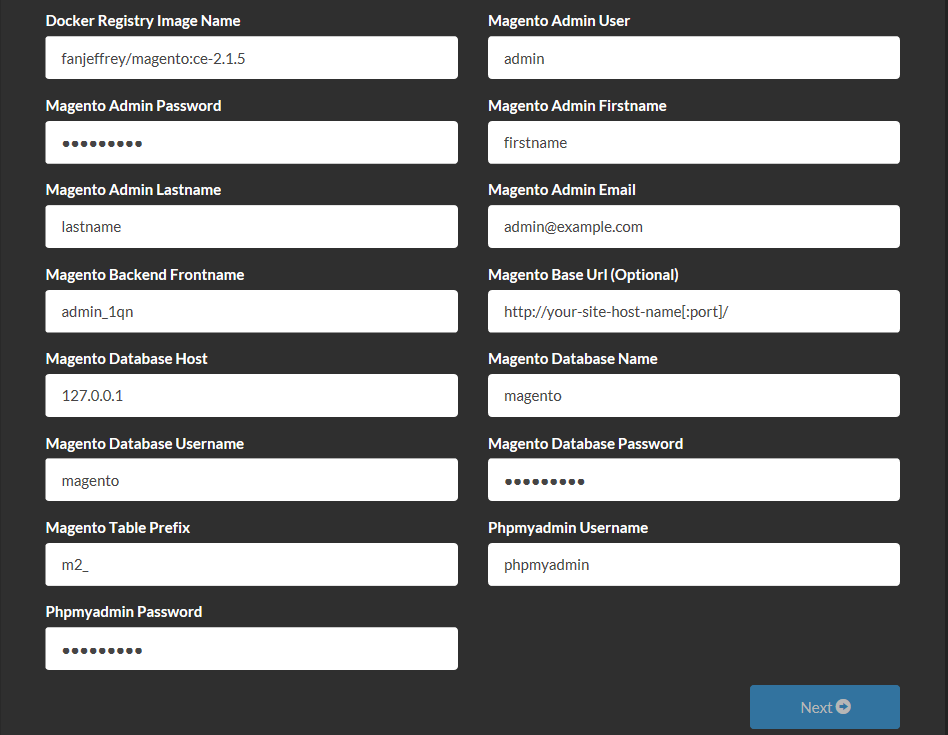 Docker Registry Image Name
fanjeffrey/magento:ce-2.1.5
Magento Admin User
admin
Magento Admin Password
●●●●●●●●●
Magento Admin Firstname
firstname
Magento Admin Lastname
lastname
Magento Admin Email
admin@example.com
Magento Backend Frontname
admin_1qn
Magento Base Url (Optional)
http://your-site-host-name[:port]/
Magento Database Host
127.0.0.1
Magento Database Name
magento
Magento Database Username
magento
Magento Database Password
●●●●●●●●●
Magento Table Prefix
m2_
Phpmyadmin Username
phpmyadmin
Phpmyadmin Password
●●●●●●●●●
Next